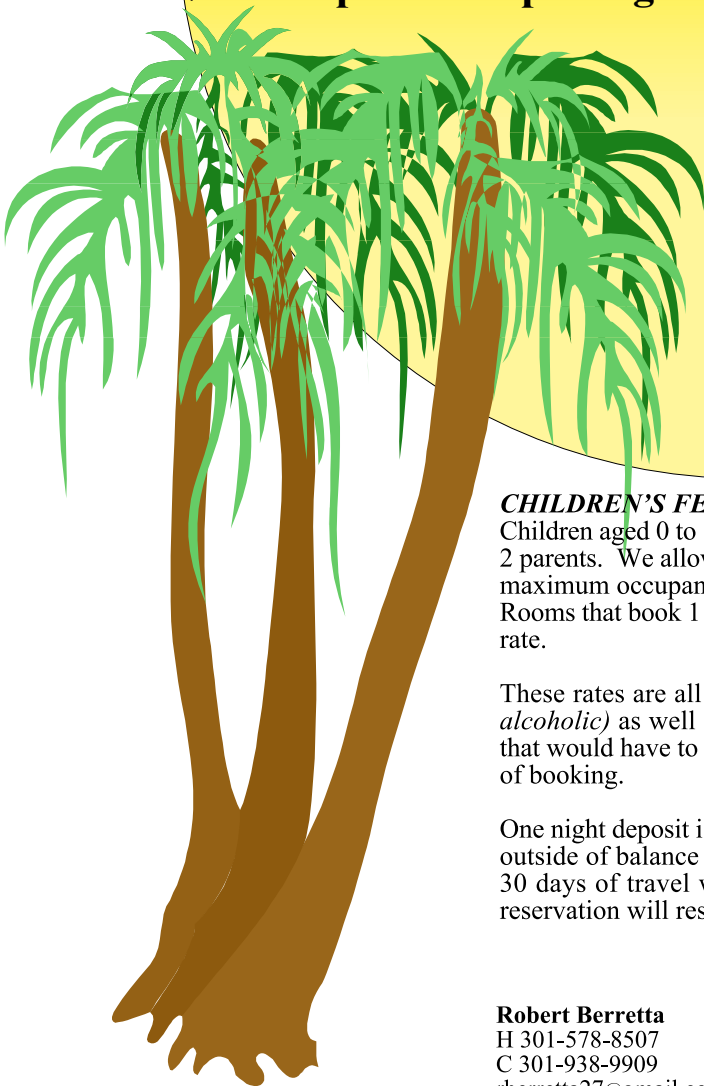 CHILDREN'S FE
Children aged 0 to
2 parents. We allov
maximum occupan
Rooms that book 1
rate.
These rates are all
alcoholic) as well
that would have to
of booking.
One night deposit i
outside of balance
30 days of travel
reservation will res
Robert Berretta
H 301-578-8507
C 301-938-9909